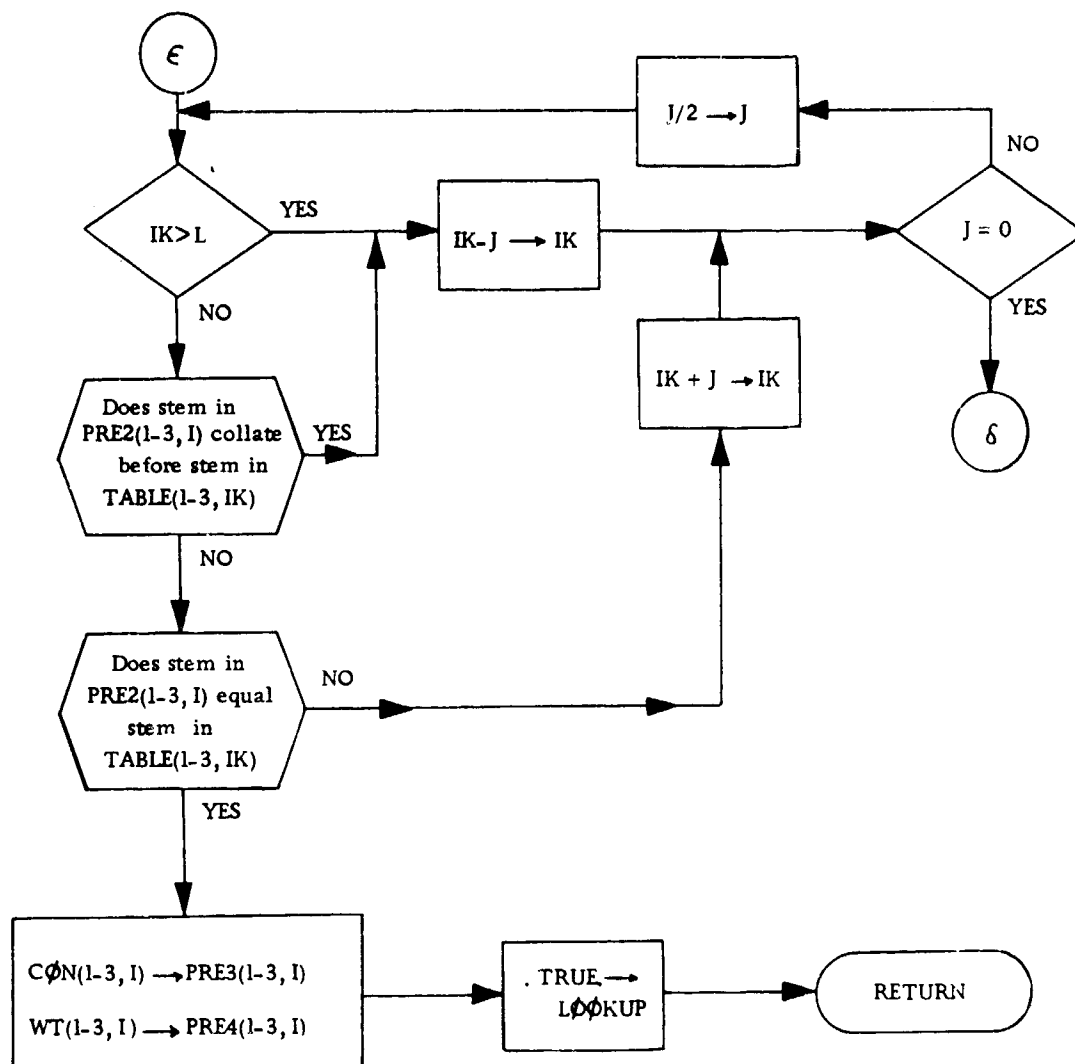 ϵ
J/2 → J
NO
IK>L
YES
IK-J → IK
J = 0
NO
YES
IK + J → IK
Does stem in
PRE2(1-3, I) collate
before stem in
TABLE(1-3, IK)
YES
δ
NO
Does stem in
PRE2(1-3, I) equal
stem in
TABLE(1-3, IK)
NO
YES
CØN(1-3, I) → PRE3(1-3, I)
WT(1-3, I) → PRE4(1-3, I)
.TRUE. →
LØØKUP
RETURN